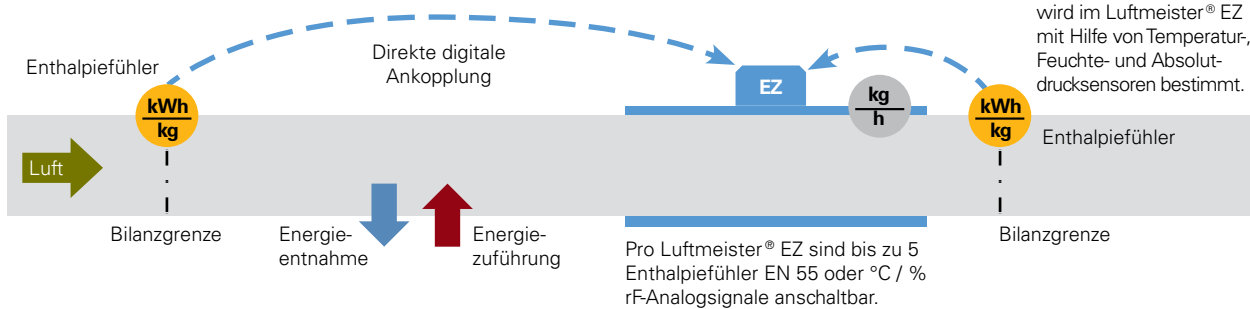 wird im Luftmeister® EZ
mit Hilfe von Temperatur-,
Feuchte- und Absolut-
drucksensoren bestimmt.
Enthalpiefühler
Direkte digitale
Ankopplung
EZ
kWh
kg
kg
h
kWh
kg
Enthalpiefühler
Luft
Bilanzgrenze
Energie-
entnahme
Energie-
zuführung
Pro Luftmeister® EZ sind bis zu 5
Enthalpiefühler EN 55 oder °C / %
rF-Analogsignale anschaltbar.
Bilanzgrenze